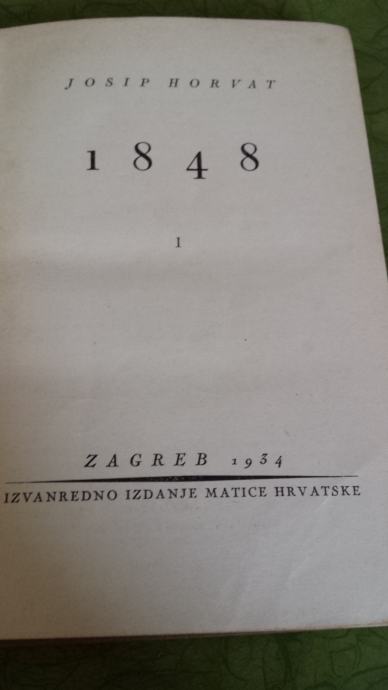 JOSIP HORVAT
1848
I
ZAGREB 1934
IZVANREDNO IZDANJE MATICE HRVATSKE